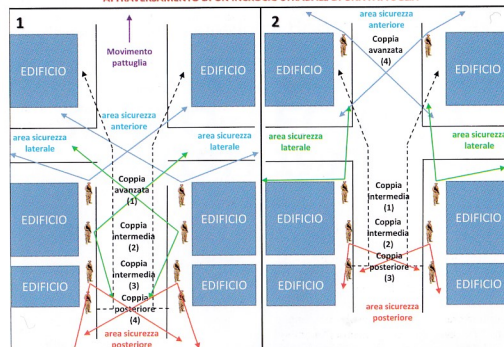 1
Movimento
pattuglia
EDIFICIO
EDIFICIO
area sicurezza
anteriore
area sicurezza
laterale
area sicurezza
laterale
Coppia
avanzata
(1)
EDIFICIO
EDIFICIO
Coppia
intermedia
(2)
Coppia
intermedia
(3)
EDIFICIO
EDIFICIO
Coppia
posteriore
(4)
area sicurezza
posteriore
2
area sicurezza
anteriore
Coppia
avanzata
(4)
EDIFICIO
EDIFICIO
area sicurezza
laterale
area sicurezza
laterale
Coppia
intermedia
(1)
EDIFICIO
EDIFICIO
Coppia
intermedia
(2)
Coppia
posteriore
(3)
EDIFICIO
EDIFICIO
area sicurezza
posteriore